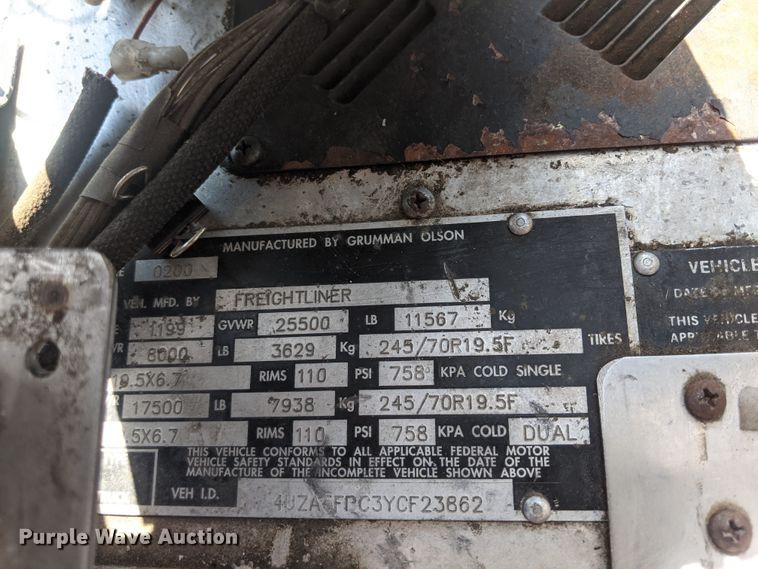 MANUFACTURED BY GRUMMAN OLSON
0200
VEH. MFD. BY FREIGHTLINER
1199 GVWR 25500 LB 11567 Kg
8000 LB 3629 Kg 245/70R19.5F TIRES
19.5X6.7 RIMS 110 PSI 758 KPA COLD SINGLE
17500 LB 7938 Kg 245/70R19.5F
.5X6.7 RIMS 110 PSI 758 KPA COLD DUAL
THIS VEHICLE CONFORMS TO ALL APPLICABLE FEDERAL MOTOR
VEHICLE SAFETY STANDARDS IN EFFECT ON THE DATE OF THE
MANUFACTURE OF THE INCOMPLETE VEHICLE SHOWN ABOVE
VEH I.D.
VEHICLE
THIS VEHICLE
Purple Wave Auction